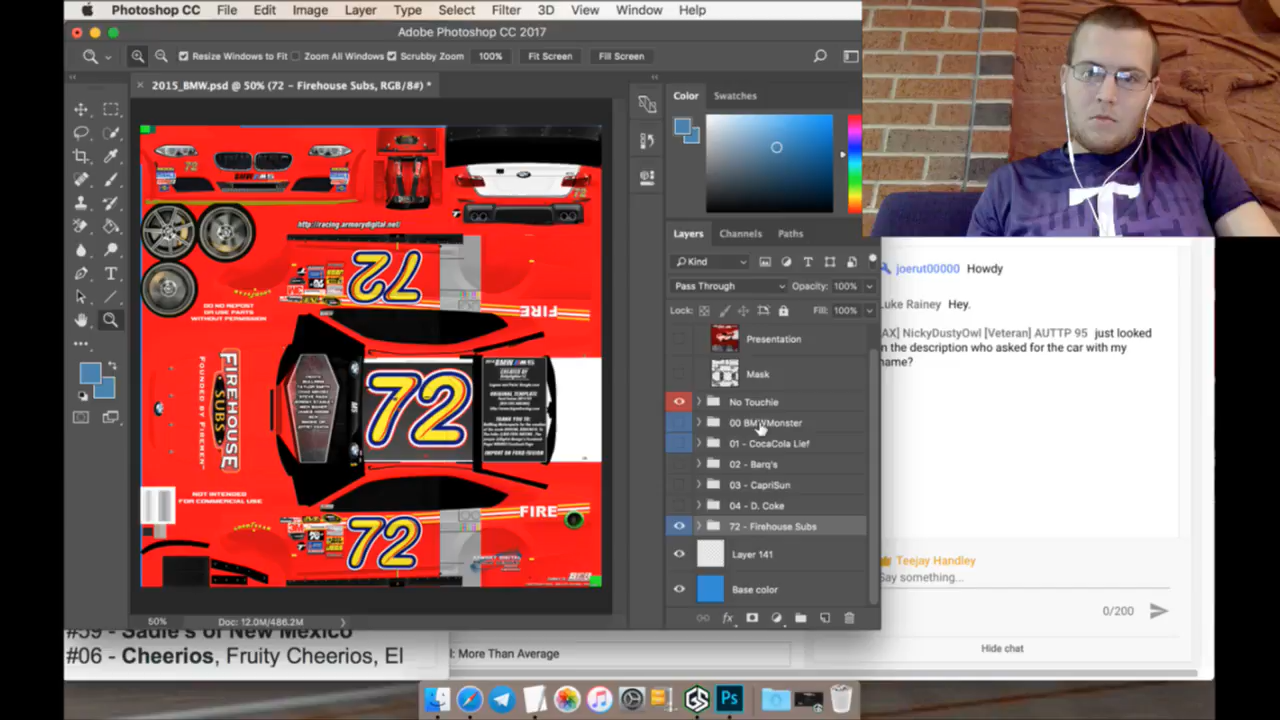 Photoshop CC File Edit Image Layer Type Select Filter 3D View Window Help
Adobe Photoshop CC 2017
Resize Windows to Fit Zoom All Windows Scrubby Zoom 100% Fit Screen Fill Screen
2015_BMW.psd @ 50% (72 - Firehouse Subs, RGB/8#) *
Color Swatches
http://racing.armorydigital.net/
72
DO NO REPOST
OR USE PARTS
WITHOUT PERMISSION
FIRE
FIREHOUSE
SUBS
FOUNDED BY FIREMEN
72
NOT INTENDED
FOR COMMERCIAL USE
FIRE
72
Layers Channels Paths
Kind
Pass Through Opacity: 100%
Lock: Fill: 100%
Presentation
Mask
No Touchie
00 BMWMonster
01 - CocaCola Lief
02 - Barq's
03 - CapriSun
04 - D. Coke
72 - Firehouse Subs
Layer 141
Base color
50% Doc: 12.0M/486.2M
joerut00000 Howdy
Luke Rainey Hey.
AX] NickyDustyOwl [Veteran] AUTTP 95 just looked
n the description who asked for the car with my
name?
Teejay Handley
Say something...
0/200
Hide chat
#59 - Sadie's of New Mexico
#06 - Cheerios, Fruity Cheerios, El
: More Than Average
Ps